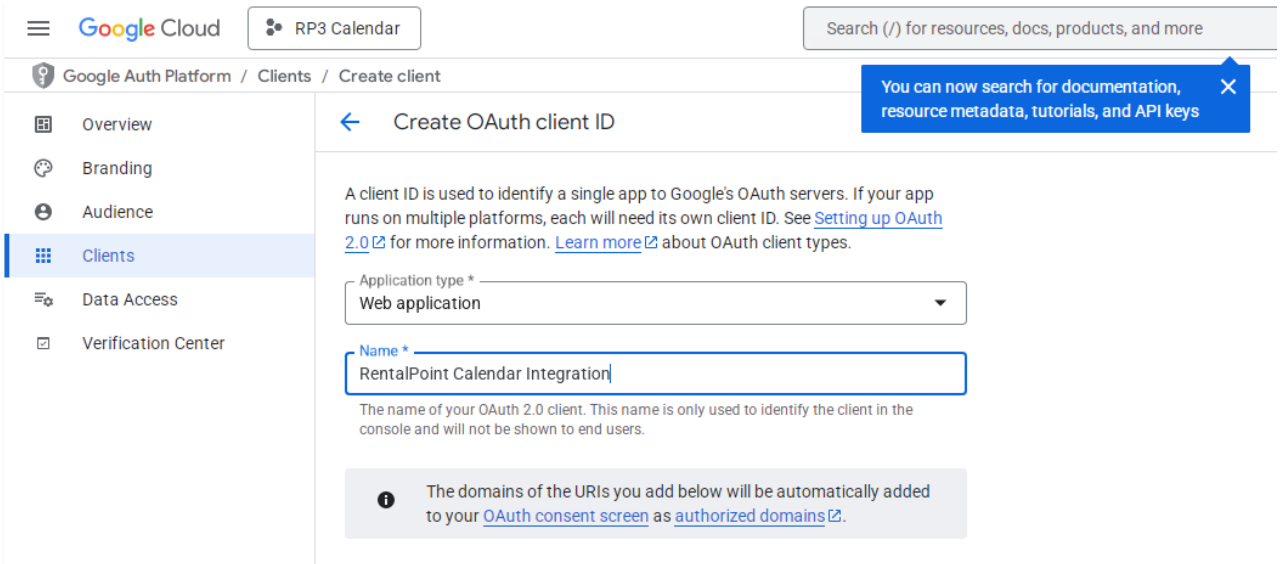 Google Cloud
RP3 Calendar
Search (/) for resources, docs, products, and more
Google Auth Platform / Clients / Create client
You can now search for documentation,
resource metadata, tutorials, and API keys
Overview
Branding
Audience
Clients
Data Access
Verification Center
Create OAuth client ID
A client ID is used to identify a single app to Google's OAuth servers. If your app
runs on multiple platforms, each will need its own client ID. See Setting up OAuth
2.0 for more information. Learn more about OAuth client types.
Application type *
Web application
Name *
RentalPoint Calendar Integration
The name of your OAuth 2.0 client. This name is only used to identify the client in the
console and will not be shown to end users.
The domains of the URIs you add below will be automatically added
to your OAuth consent screen as authorized domains.